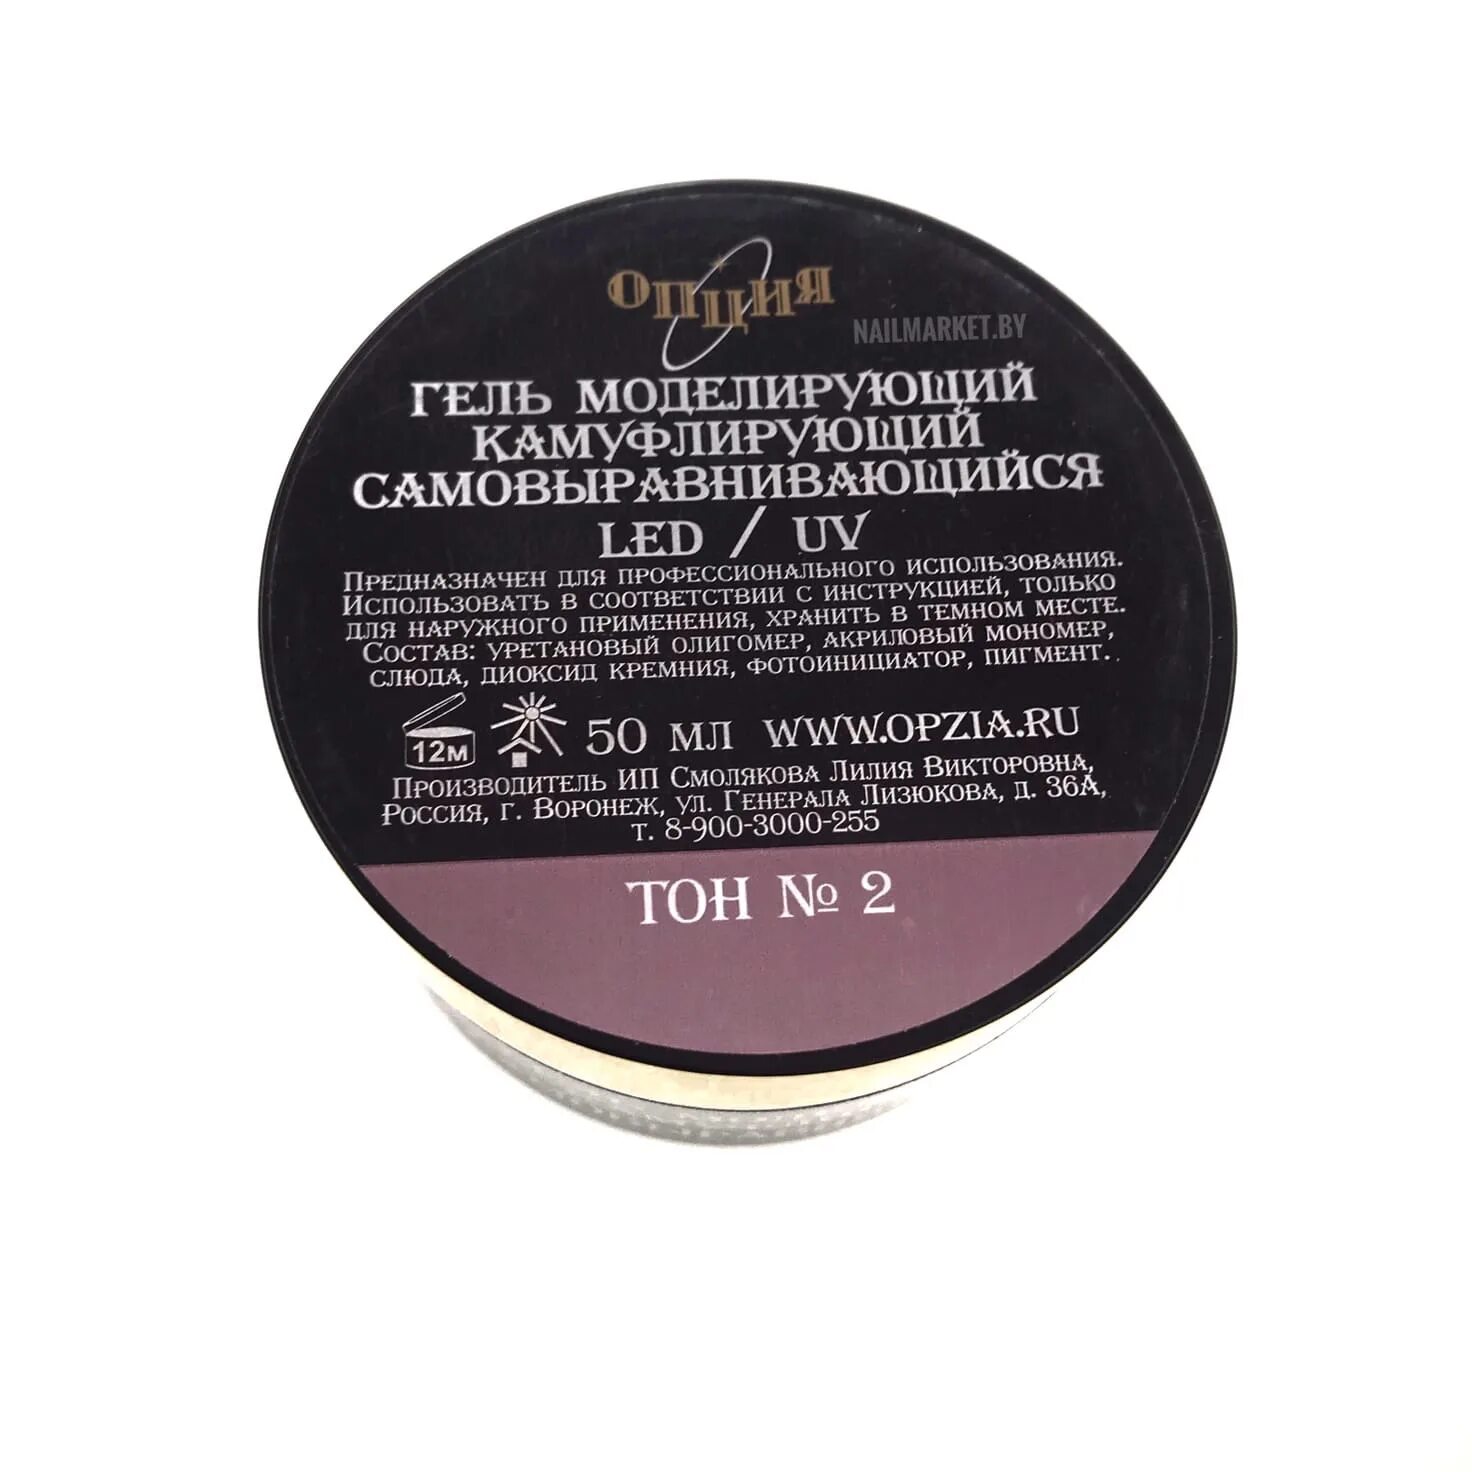 ОПЦИЯ
NAILMARKET.BY
ГЕЛЬ МОДЕЛИРУЮЩИЙ
КАМУФЛИРУЮЩИЙ
САМОВЫРАВНИВАЮЩИЙСЯ
LED / UV
Предназначен для профессионального использования.
Использовать в соответствии с инструкцией, только
для наружного применения, хранить в темном месте.
Состав: уретановый олигомер, акриловый мономер,
слюда, диоксид кремния, фотоинициатор, пигмент.
12М
50 МЛ WWW.OPZIA.RU
Производитель ИП Смолякова Лилия Викторовна,
Россия, г. Воронеж, ул. Генерала Лизюкова, д. 36А,
т. 8-900-3000-255
ТОН № 2